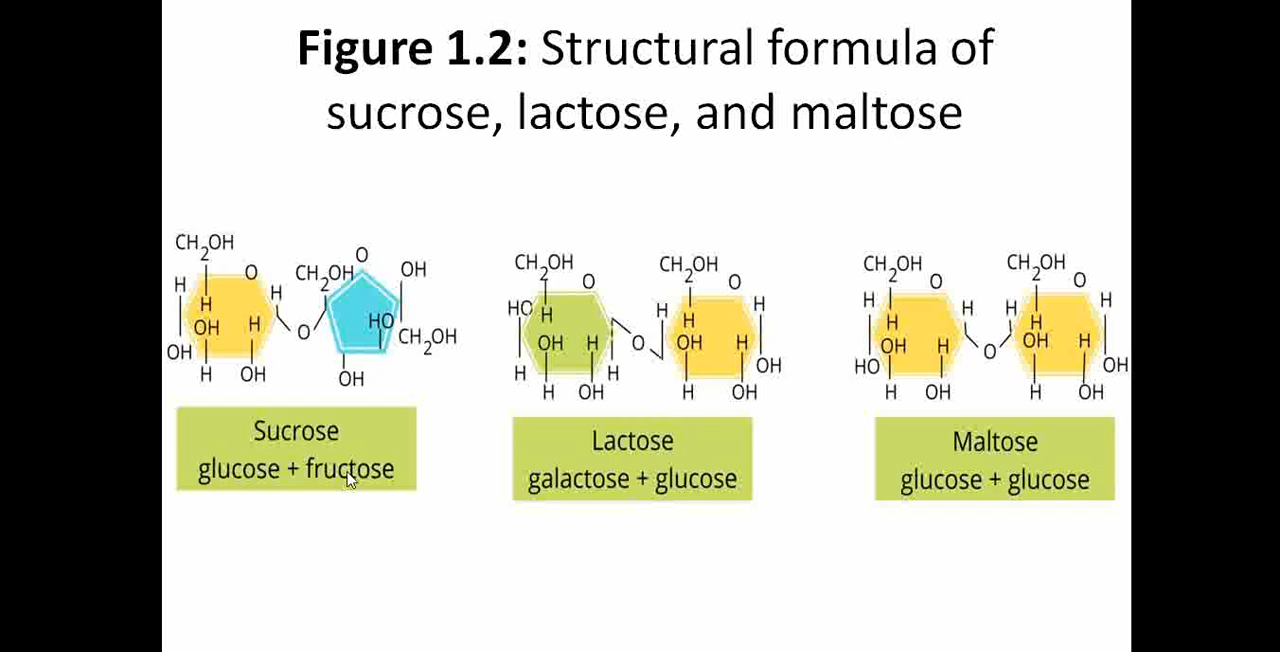 Figure 1.2: Structural formula of
sucrose, lactose, and maltose
CH2OH
O
H
H
H
OH
H
OH
H
OH
O
CH2OH
O
OH
HO
CH2OH
OH
CH2OH
O
HO
H
OH
H
H
H
OH
H
O
CH2OH
O
H
H
H
OH
H
OH
H
OH
CH2OH
O
H
H
H
OH
H
HO
H
OH
O
CH2OH
O
H
H
H
OH
H
OH
H
OH
Sucrose
glucose + fructose
Lactose
galactose + glucose
Maltose
glucose + glucose